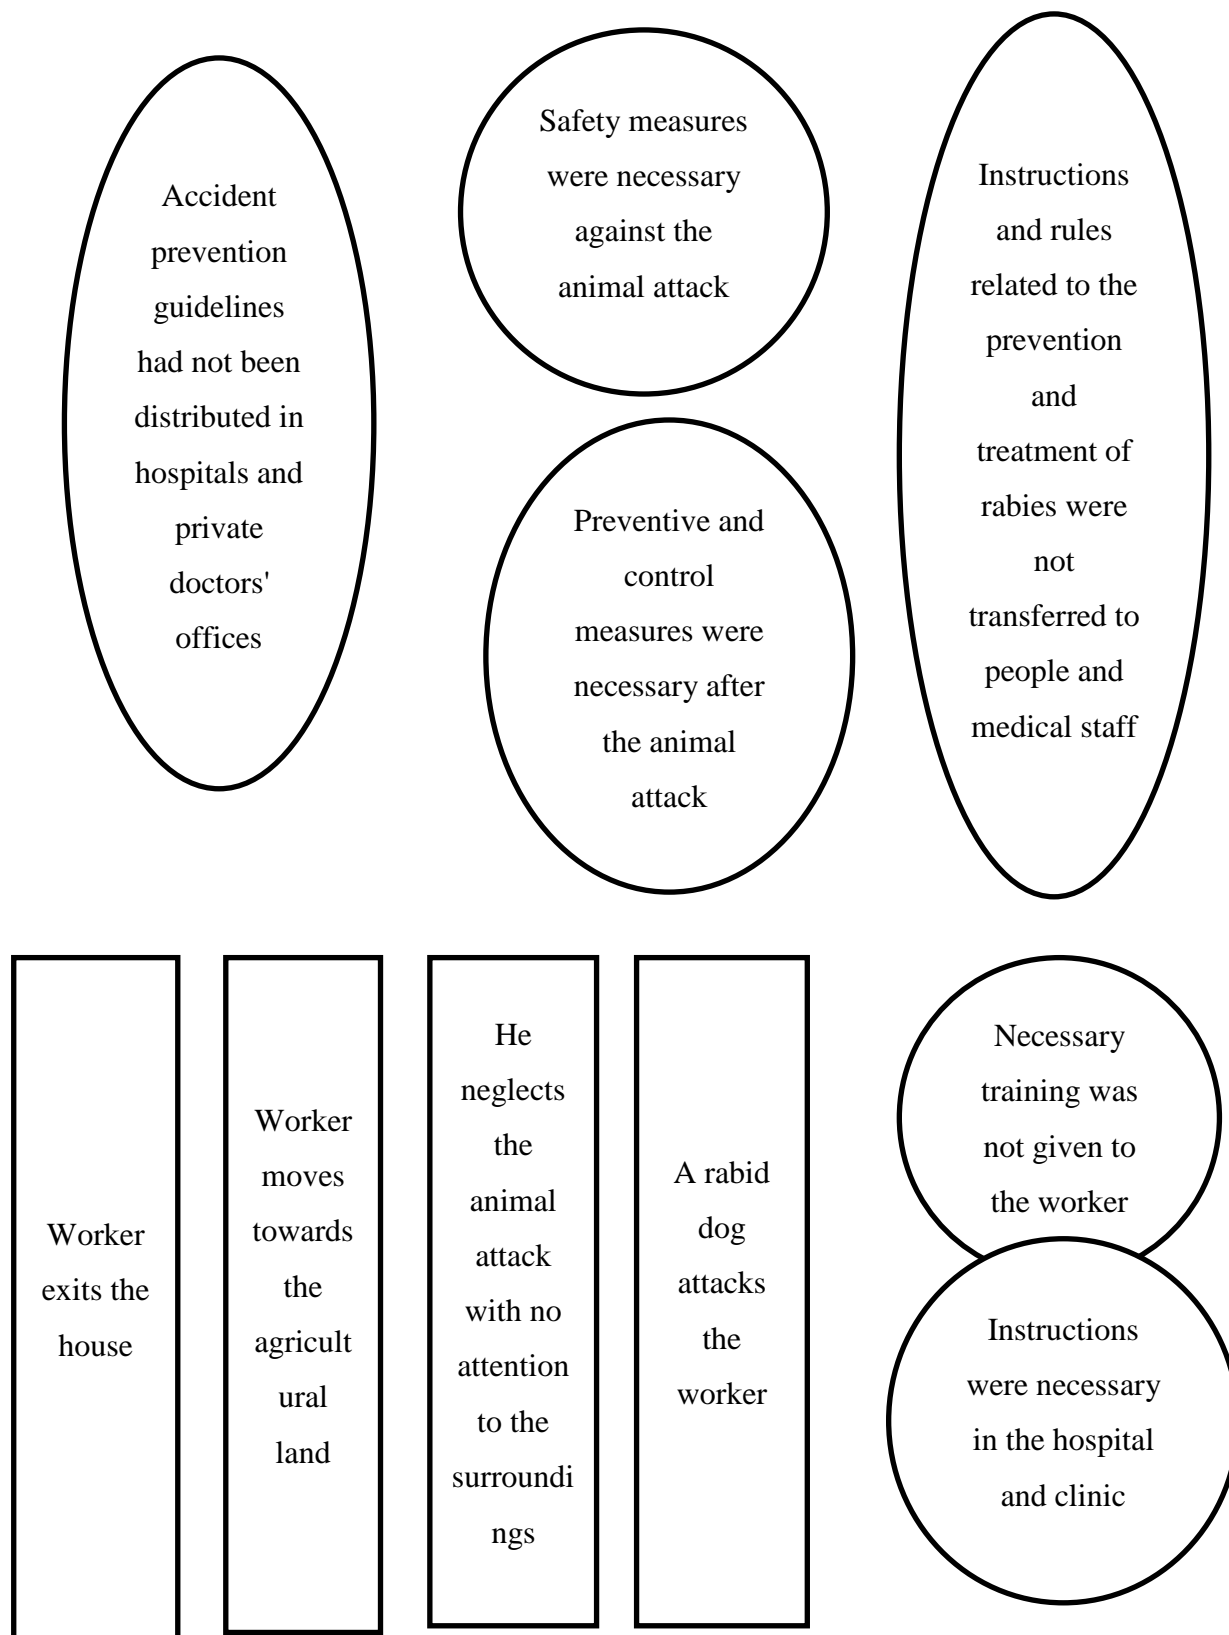 Accident
prevention
guidelines
had not been
distributed in
hospitals and
private
doctors'
offices
Safety measures
were necessary
against the
animal attack
Preventive and
control
measures were
necessary after
the animal
attack
Instructions
and rules
related to the
prevention
and
treatment of
rabies were
not
transferred to
people and
medical staff
Worker
exits the
house
Worker
moves
towards
the
agricult
ural
land
He
neglects
the
animal
attack
with no
attention
to the
surroundi
ngs
A rabid
dog
attacks
the
worker
Necessary
training was
not given to
the worker
Instructions
were necessary
in the hospital
and clinic